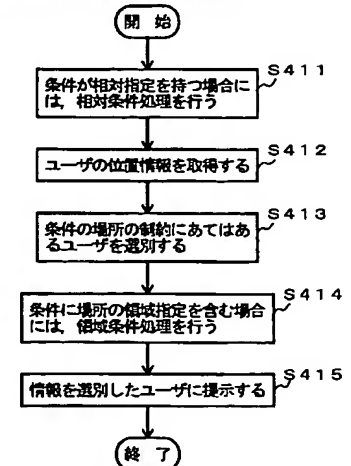 開 始
S411
条件が相対指定を持つ場合に
は，相対条件処理を行う
S412
ユーザの位置情報を取得する
S413
条件の場所の制約にあてはあ
るユーザを選別する
S414
条件に場所の領域指定を含む場合
には，領域条件処理を行う
S415
情報を選別したユーザに提示する
終 了